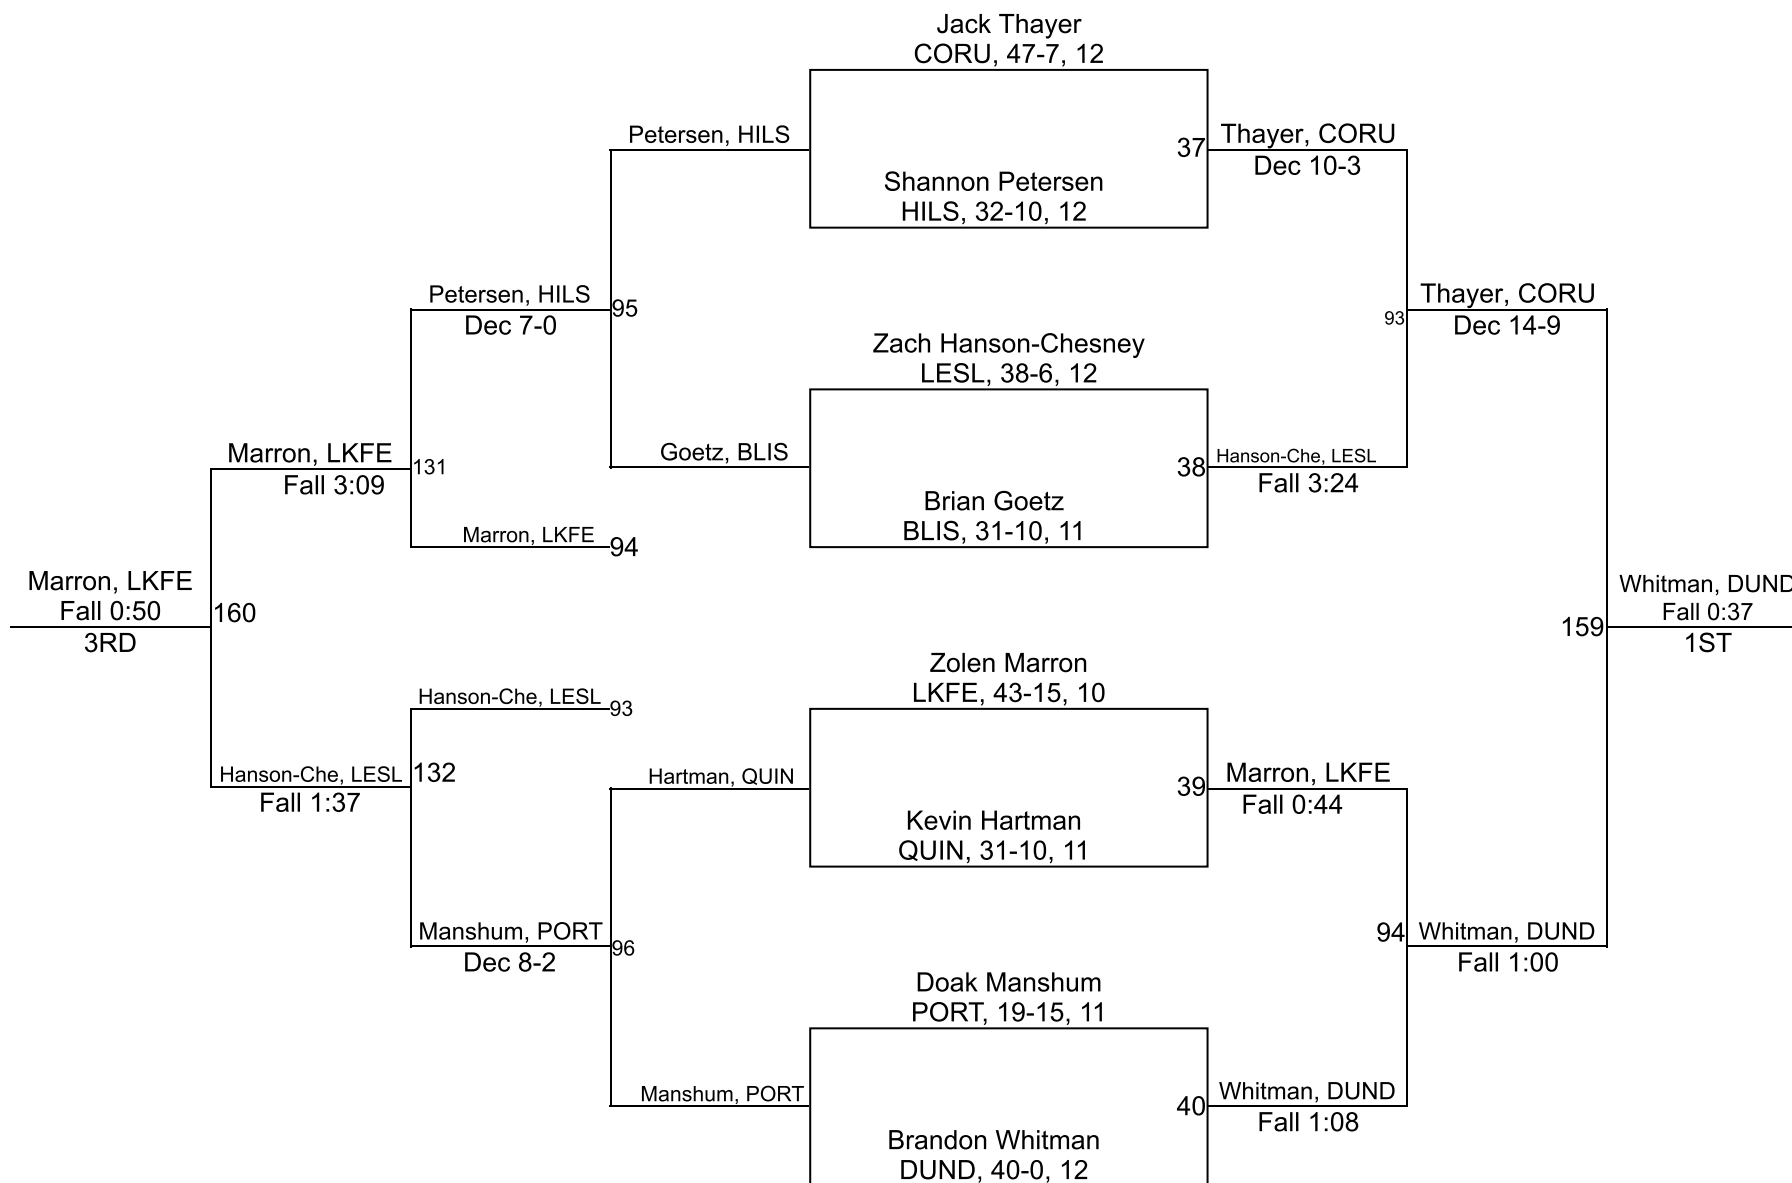 Jack Thayer
CORU, 47-7, 12
Petersen, HILS
37
Thayer, CORU
Dec 10-3
Shannon Petersen
HILS, 32-10, 12
Petersen, HILS
95
Dec 7-0
93
Thayer, CORU
Dec 14-9
Zach Hanson-Chesney
LESL, 38-6, 12
Marron, LKFE
131
Fall 3:09
Goetz, BLIS
38
Hanson-Che, LESL
Fall 3:24
Brian Goetz
BLIS, 31-10, 11
Marron, LKFE
94
Marron, LKFE
Fall 0:50
160
3RD
159
Whitman, DUND
Fall 0:37
1ST
Zolen Marron
LKFE, 43-15, 10
Hanson-Che, LESL
93
Hanson-Che, LESL
132
Fall 1:37
Hartman, QUIN
39
Marron, LKFE
Fall 0:44
Kevin Hartman
QUIN, 31-10, 11
Manshum, PORT
96
Dec 8-2
94
Whitman, DUND
Fall 1:00
Doak Manshum
PORT, 19-15, 11
Manshum, PORT
40
Whitman, DUND
Fall 1:08
Brandon Whitman
DUND, 40-0, 12